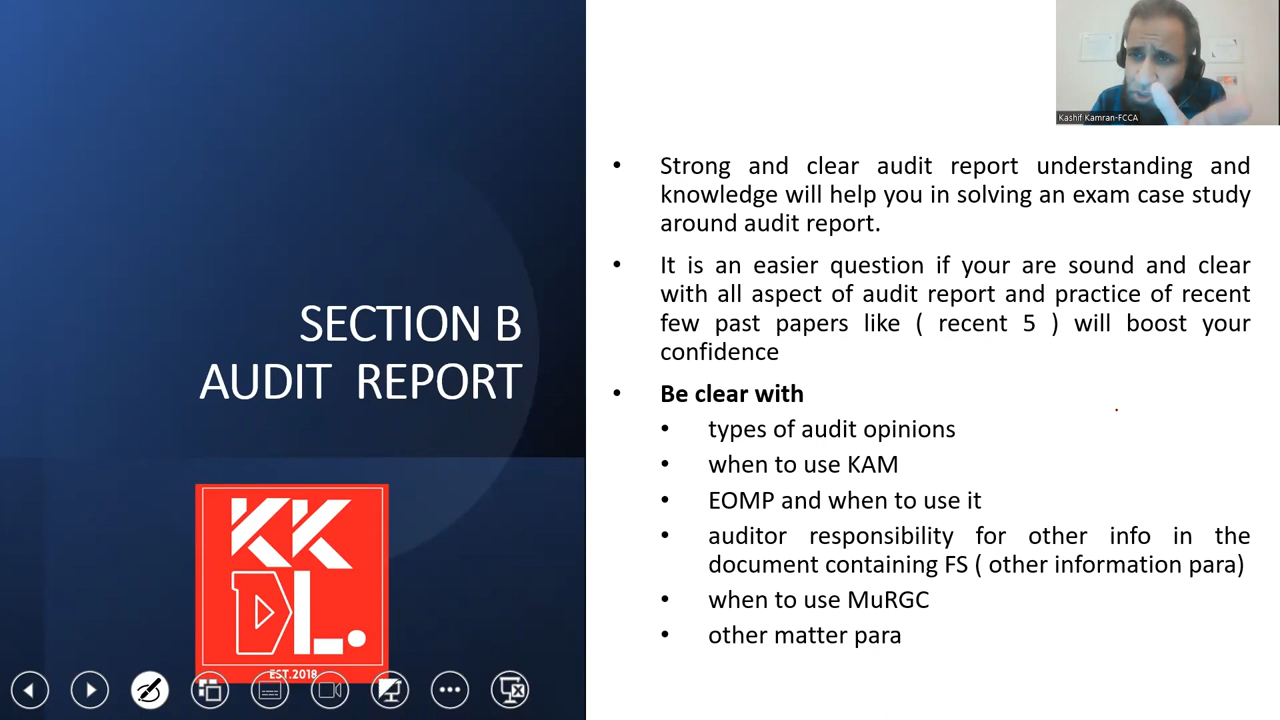 SECTION B
AUDIT REPORT
KK
DL.
EST.2018
Kashif Kamran-FCCA
• Strong and clear audit report understanding and
knowledge will help you in solving an exam case study
around audit report.
• It is an easier question if your are sound and clear
with all aspect of audit report and practice of recent
few past papers like ( recent 5 ) will boost your
confidence
• Be clear with
• types of audit opinions
• when to use KAM
• EOMP and when to use it
• auditor responsibility for other info in the
document containing FS ( other information para)
• when to use MuRGC
• other matter para